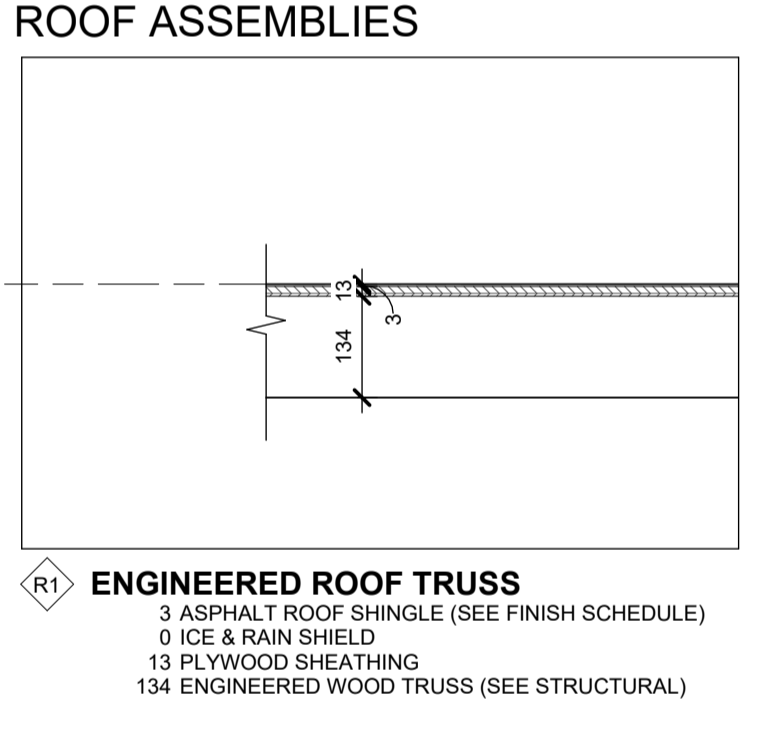 ROOF ASSEMBLIES
13
3
134
R1 ENGINEERED ROOF TRUSS
3 ASPHALT ROOF SHINGLE (SEE FINISH SCHEDULE)
0 ICE & RAIN SHIELD
13 PLYWOOD SHEATHING
134 ENGINEERED WOOD TRUSS (SEE STRUCTURAL)